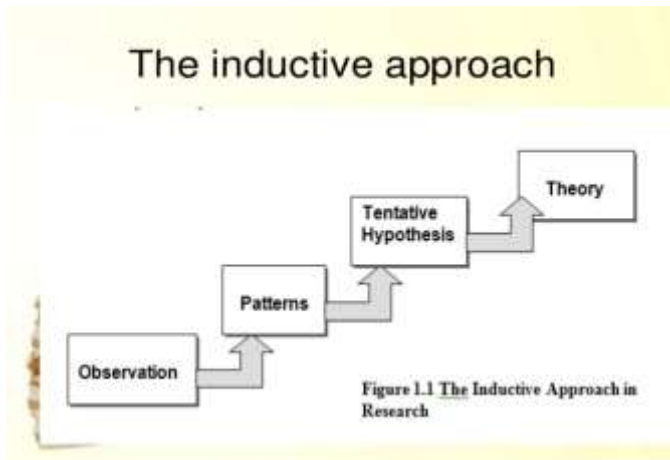 The inductive approach
Theory
Tentative
Hypothesis
Patterns
Observation
Figure 1.1 The Inductive Approach in
Research